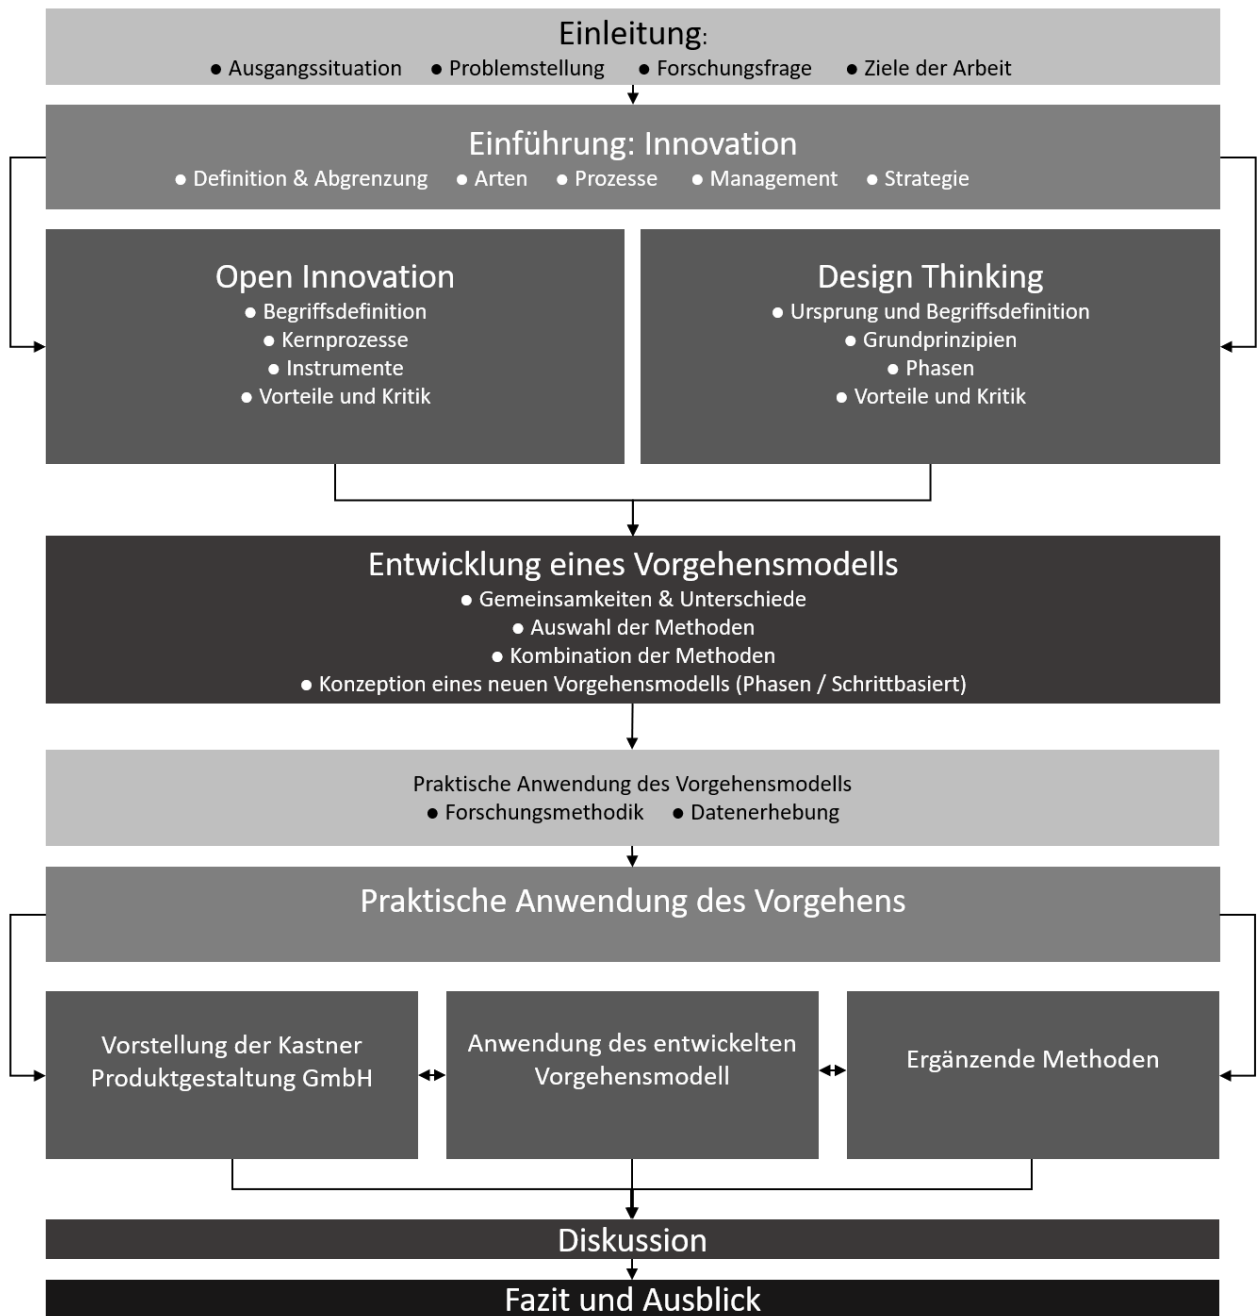 Einleitung:
● Ausgangssituation ● Problemstellung ● Forschungsfrage ● Ziele der Arbeit
Einführung: Innovation
● Definition & Abgrenzung ● Arten ● Prozesse ● Management ● Strategie
Open Innovation
● Begriffsdefinition
● Kernprozesse
● Instrumente
● Vorteile und Kritik
Design Thinking
● Ursprung und Begriffsdefinition
● Grundprinzipien
● Phasen
● Vorteile und Kritik
Entwicklung eines Vorgehensmodells
● Gemeinsamkeiten & Unterschiede
● Auswahl der Methoden
● Kombination der Methoden
● Konzeption eines neuen Vorgehensmodells (Phasen / Schrittbasiert)
Praktische Anwendung des Vorgehensmodells
● Forschungsmethodik ● Datenerhebung
Praktische Anwendung des Vorgehens
Vorstellung der Kastner
Produktgestaltung GmbH
Anwendung des entwickelten
Vorgehensmodell
Ergänzende Methoden
Diskussion
Fazit und Ausblick